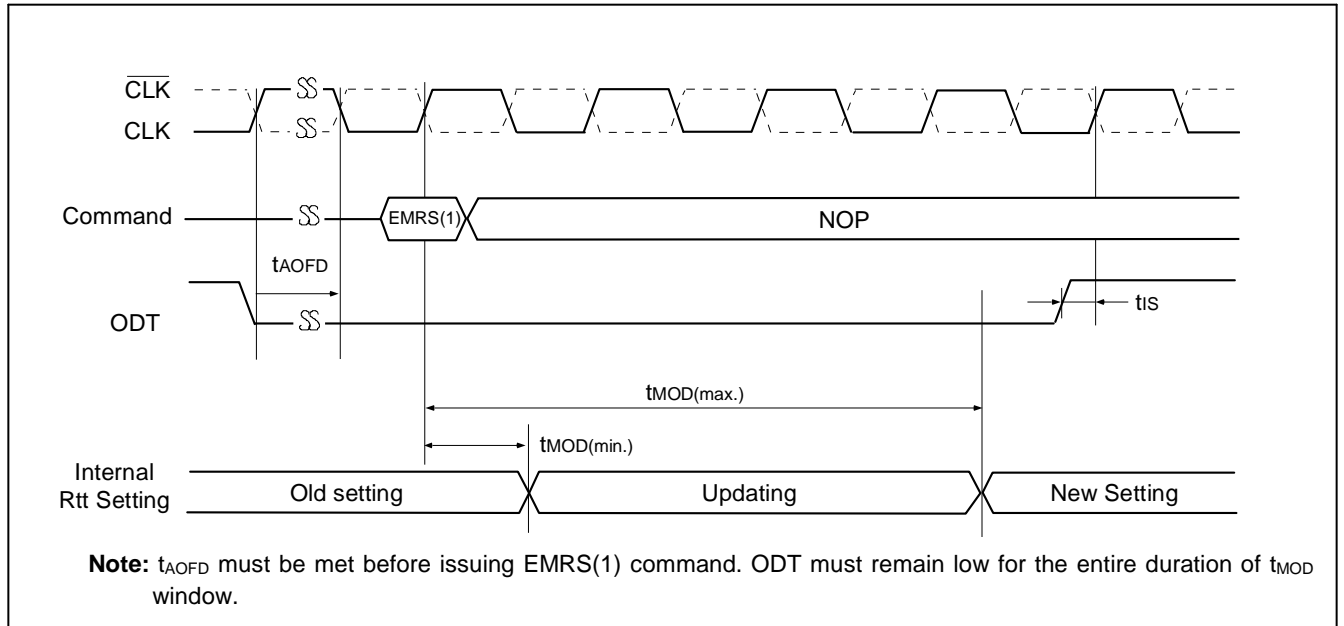 CLK
CLK
Command
EMRS(1)
NOP
tAOFD
ODT
tIS
tMOD(max.)
tMOD(min.)
Internal
Rtt Setting
Old setting
Updating
New Setting
Note: tAOFD must be met before issuing EMRS(1) command. ODT must remain low for the entire duration of tMOD
window.